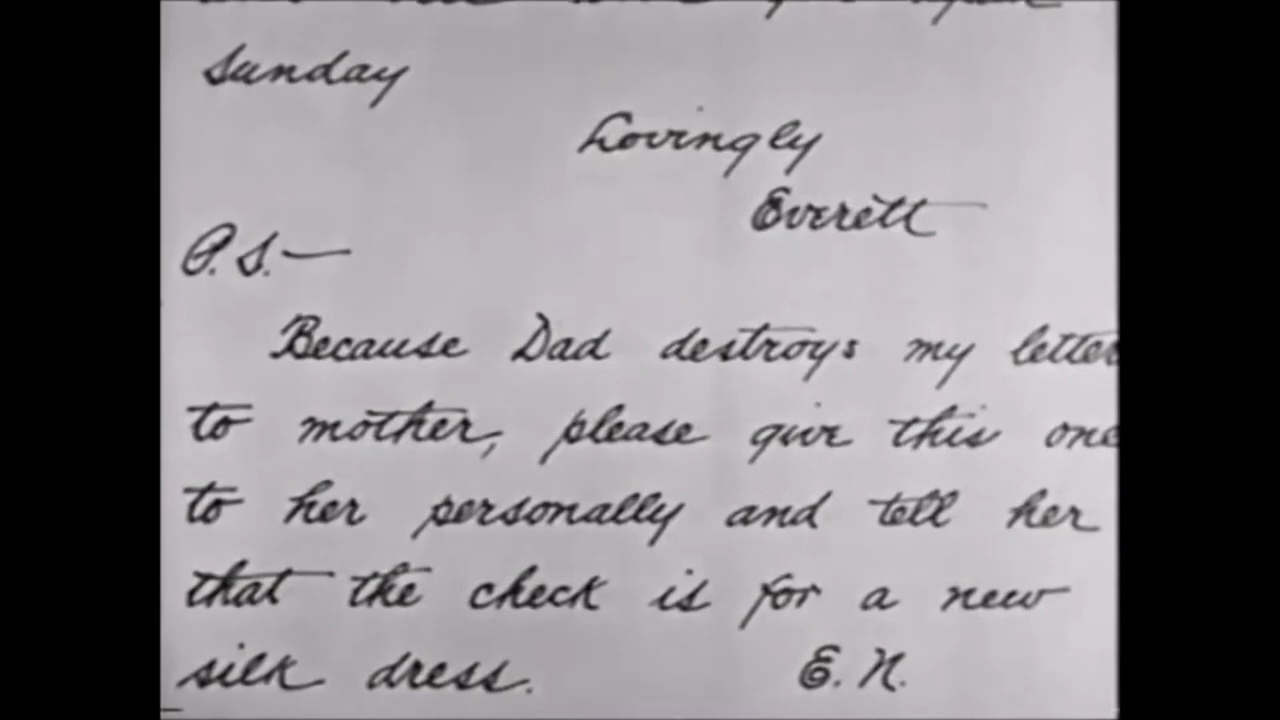 Sunday
Lovingly
Everett
P.S.—
Because Dad destroys my letter
to mother, please give this one
to her personally and tell her
that the check is for a new
silk dress. E. N.